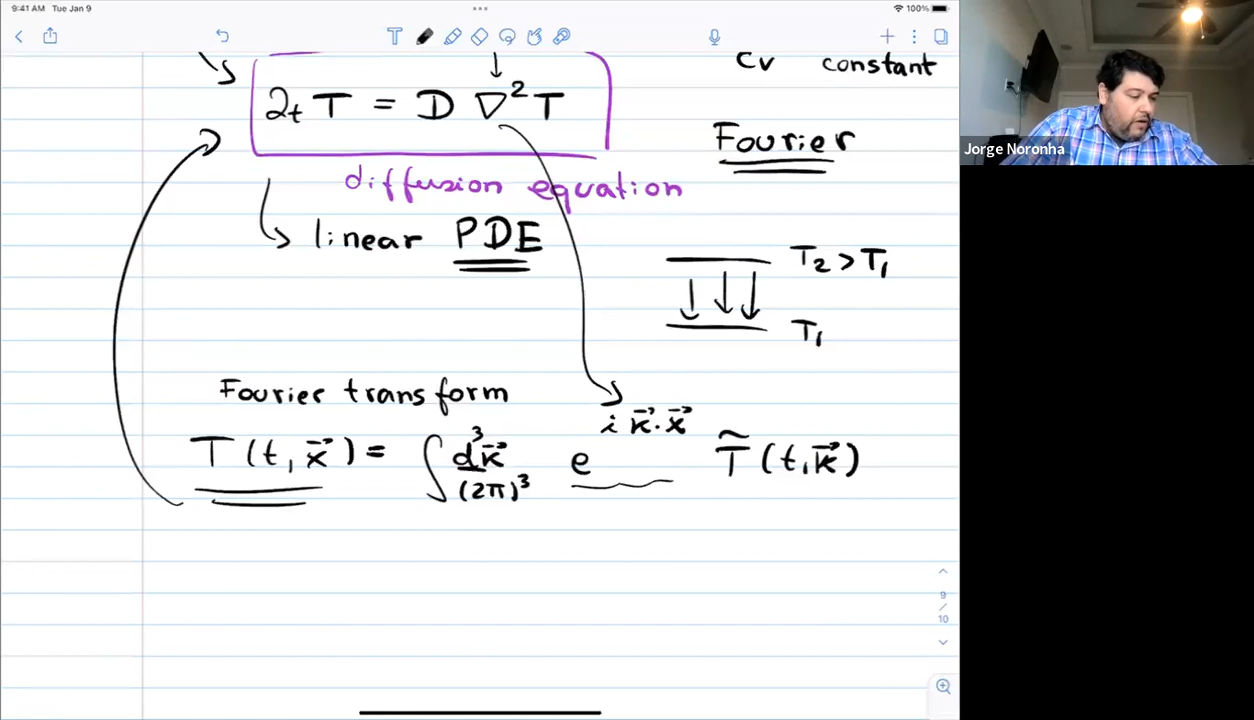 9:41 AM Tue Jan 9
100%
Cv constant
∂t T = D ∇² T
Fourier
diffusion equation
Jorge Noronha
linear PDE
T₂ > T₁
T₁
Fourier transform
T(t, x⃗) = ∫ d³k⃗/(2π)³ e^{i k⃗·x⃗} T̃(t, k⃗)
9
/
10